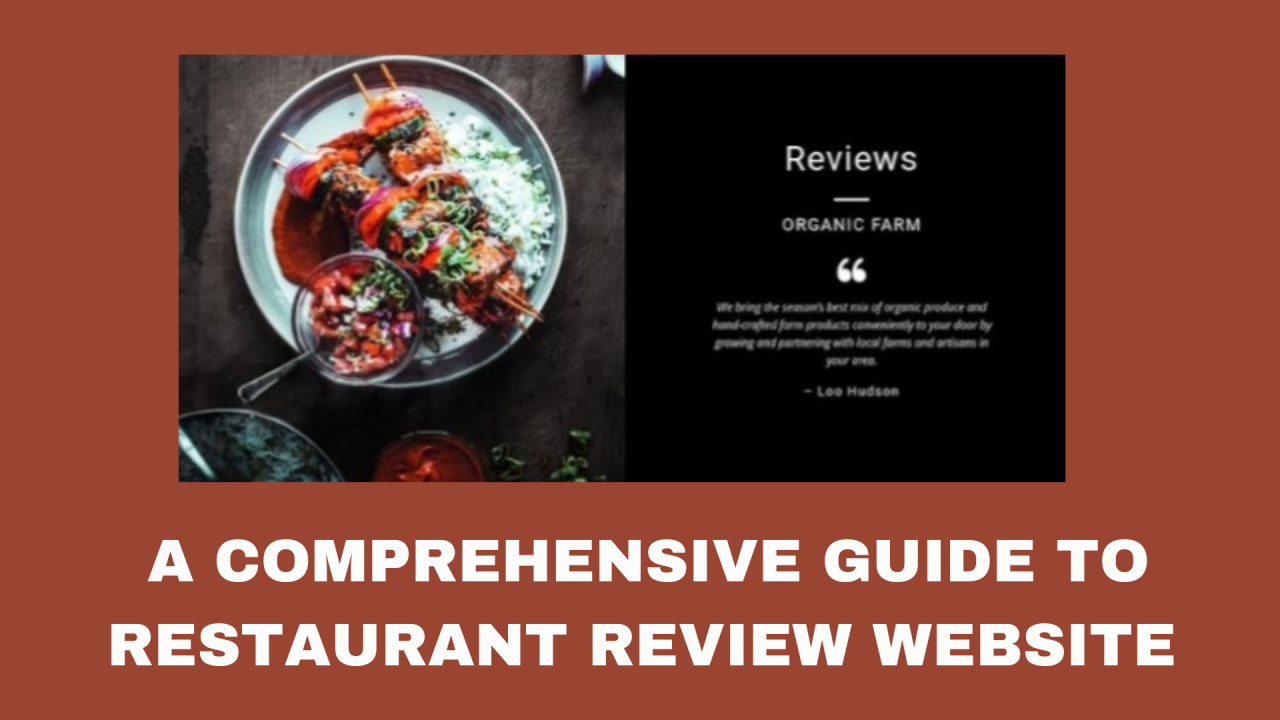 Reviews
ORGANIC FARM
❝
We bring the season's best mix of organic produce and
hand-crafted farm products conveniently to your door by
growing and partnering with local farms and artisans in
your area.
– Loo Hudson
A COMPREHENSIVE GUIDE TO
RESTAURANT REVIEW WEBSITE